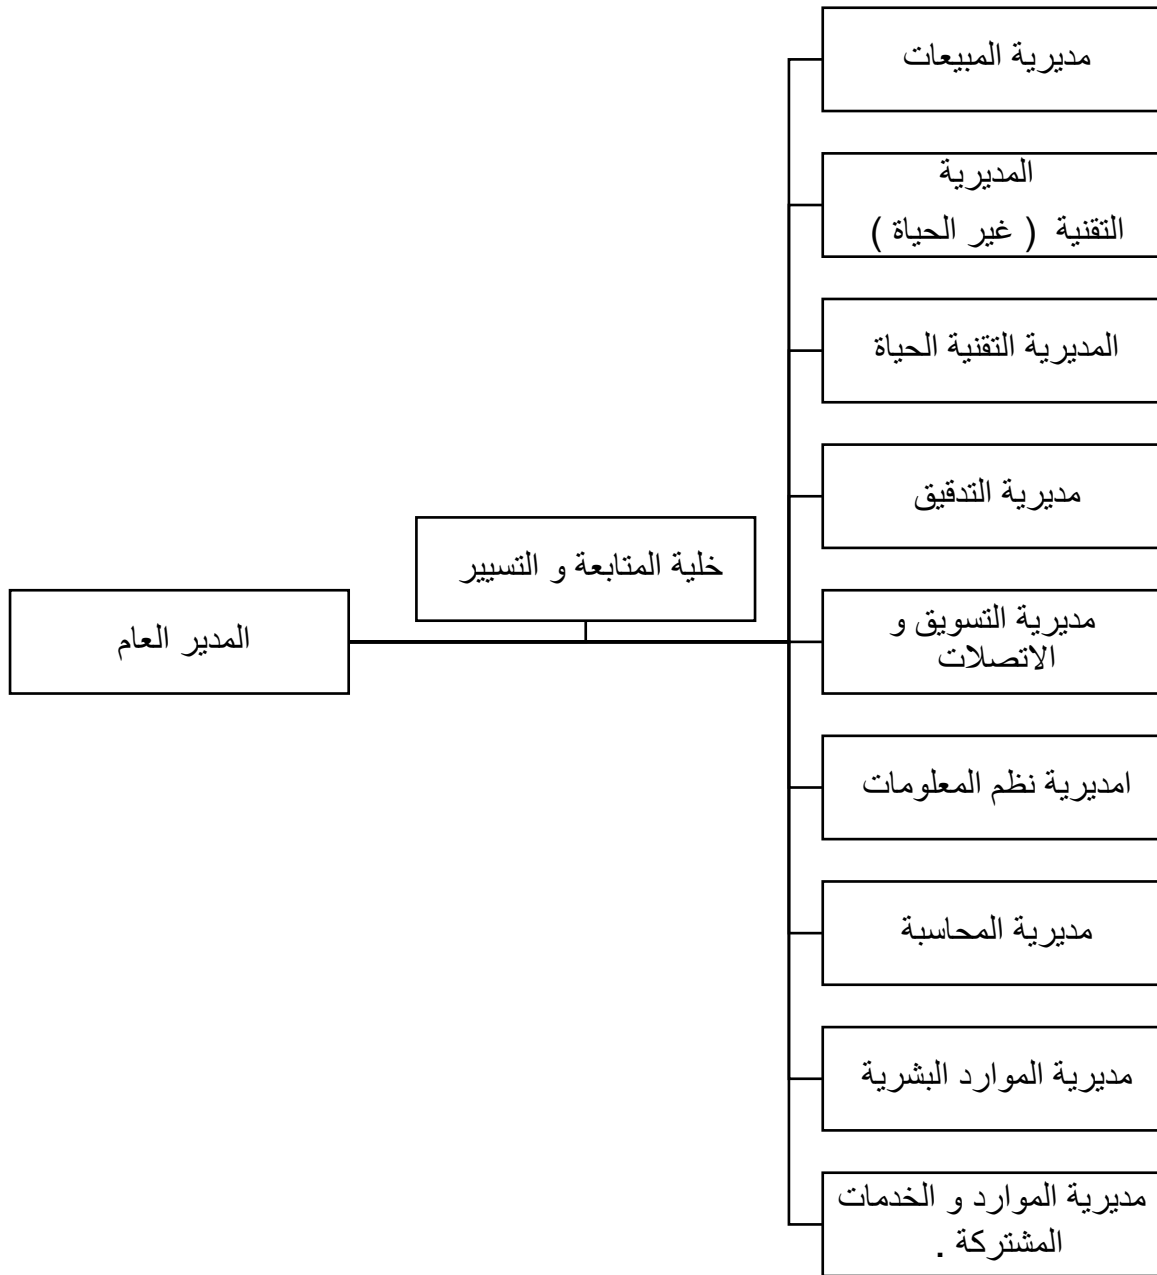 مديرية المبيعات
المديرية
التقنية ( غير الحياة )
المديرية التقنية الحياة
مديرية التدقيق
خلية المتابعة و التسيير
المدير العام
مديرية التسويق و
الاتصلات
امديرية نظم المعلومات
مديرية المحاسبة
مديرية الموارد البشرية
مديرية الموارد و الخدمات
المشتركة .